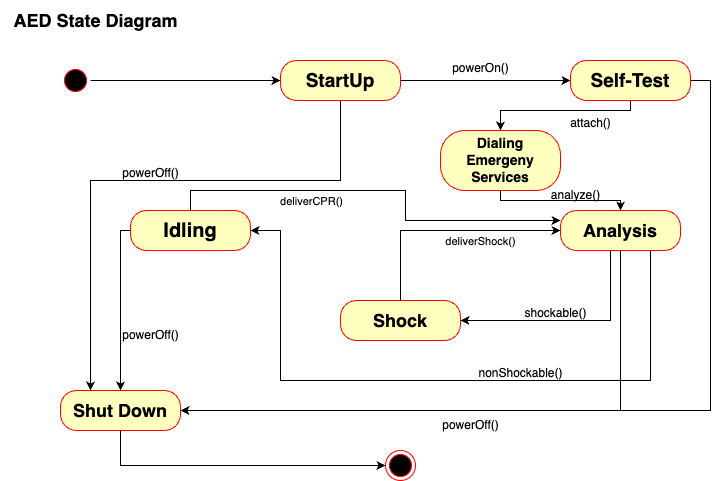 AED State Diagram
StartUp
powerOn()
Self-Test
attach()
Dialing
Emergeny
Services
powerOff()
analyze()
deliverCPR()
Idling
deliverShock()
Analysis
Shock
shockable()
powerOff()
nonShockable()
Shut Down
powerOff()